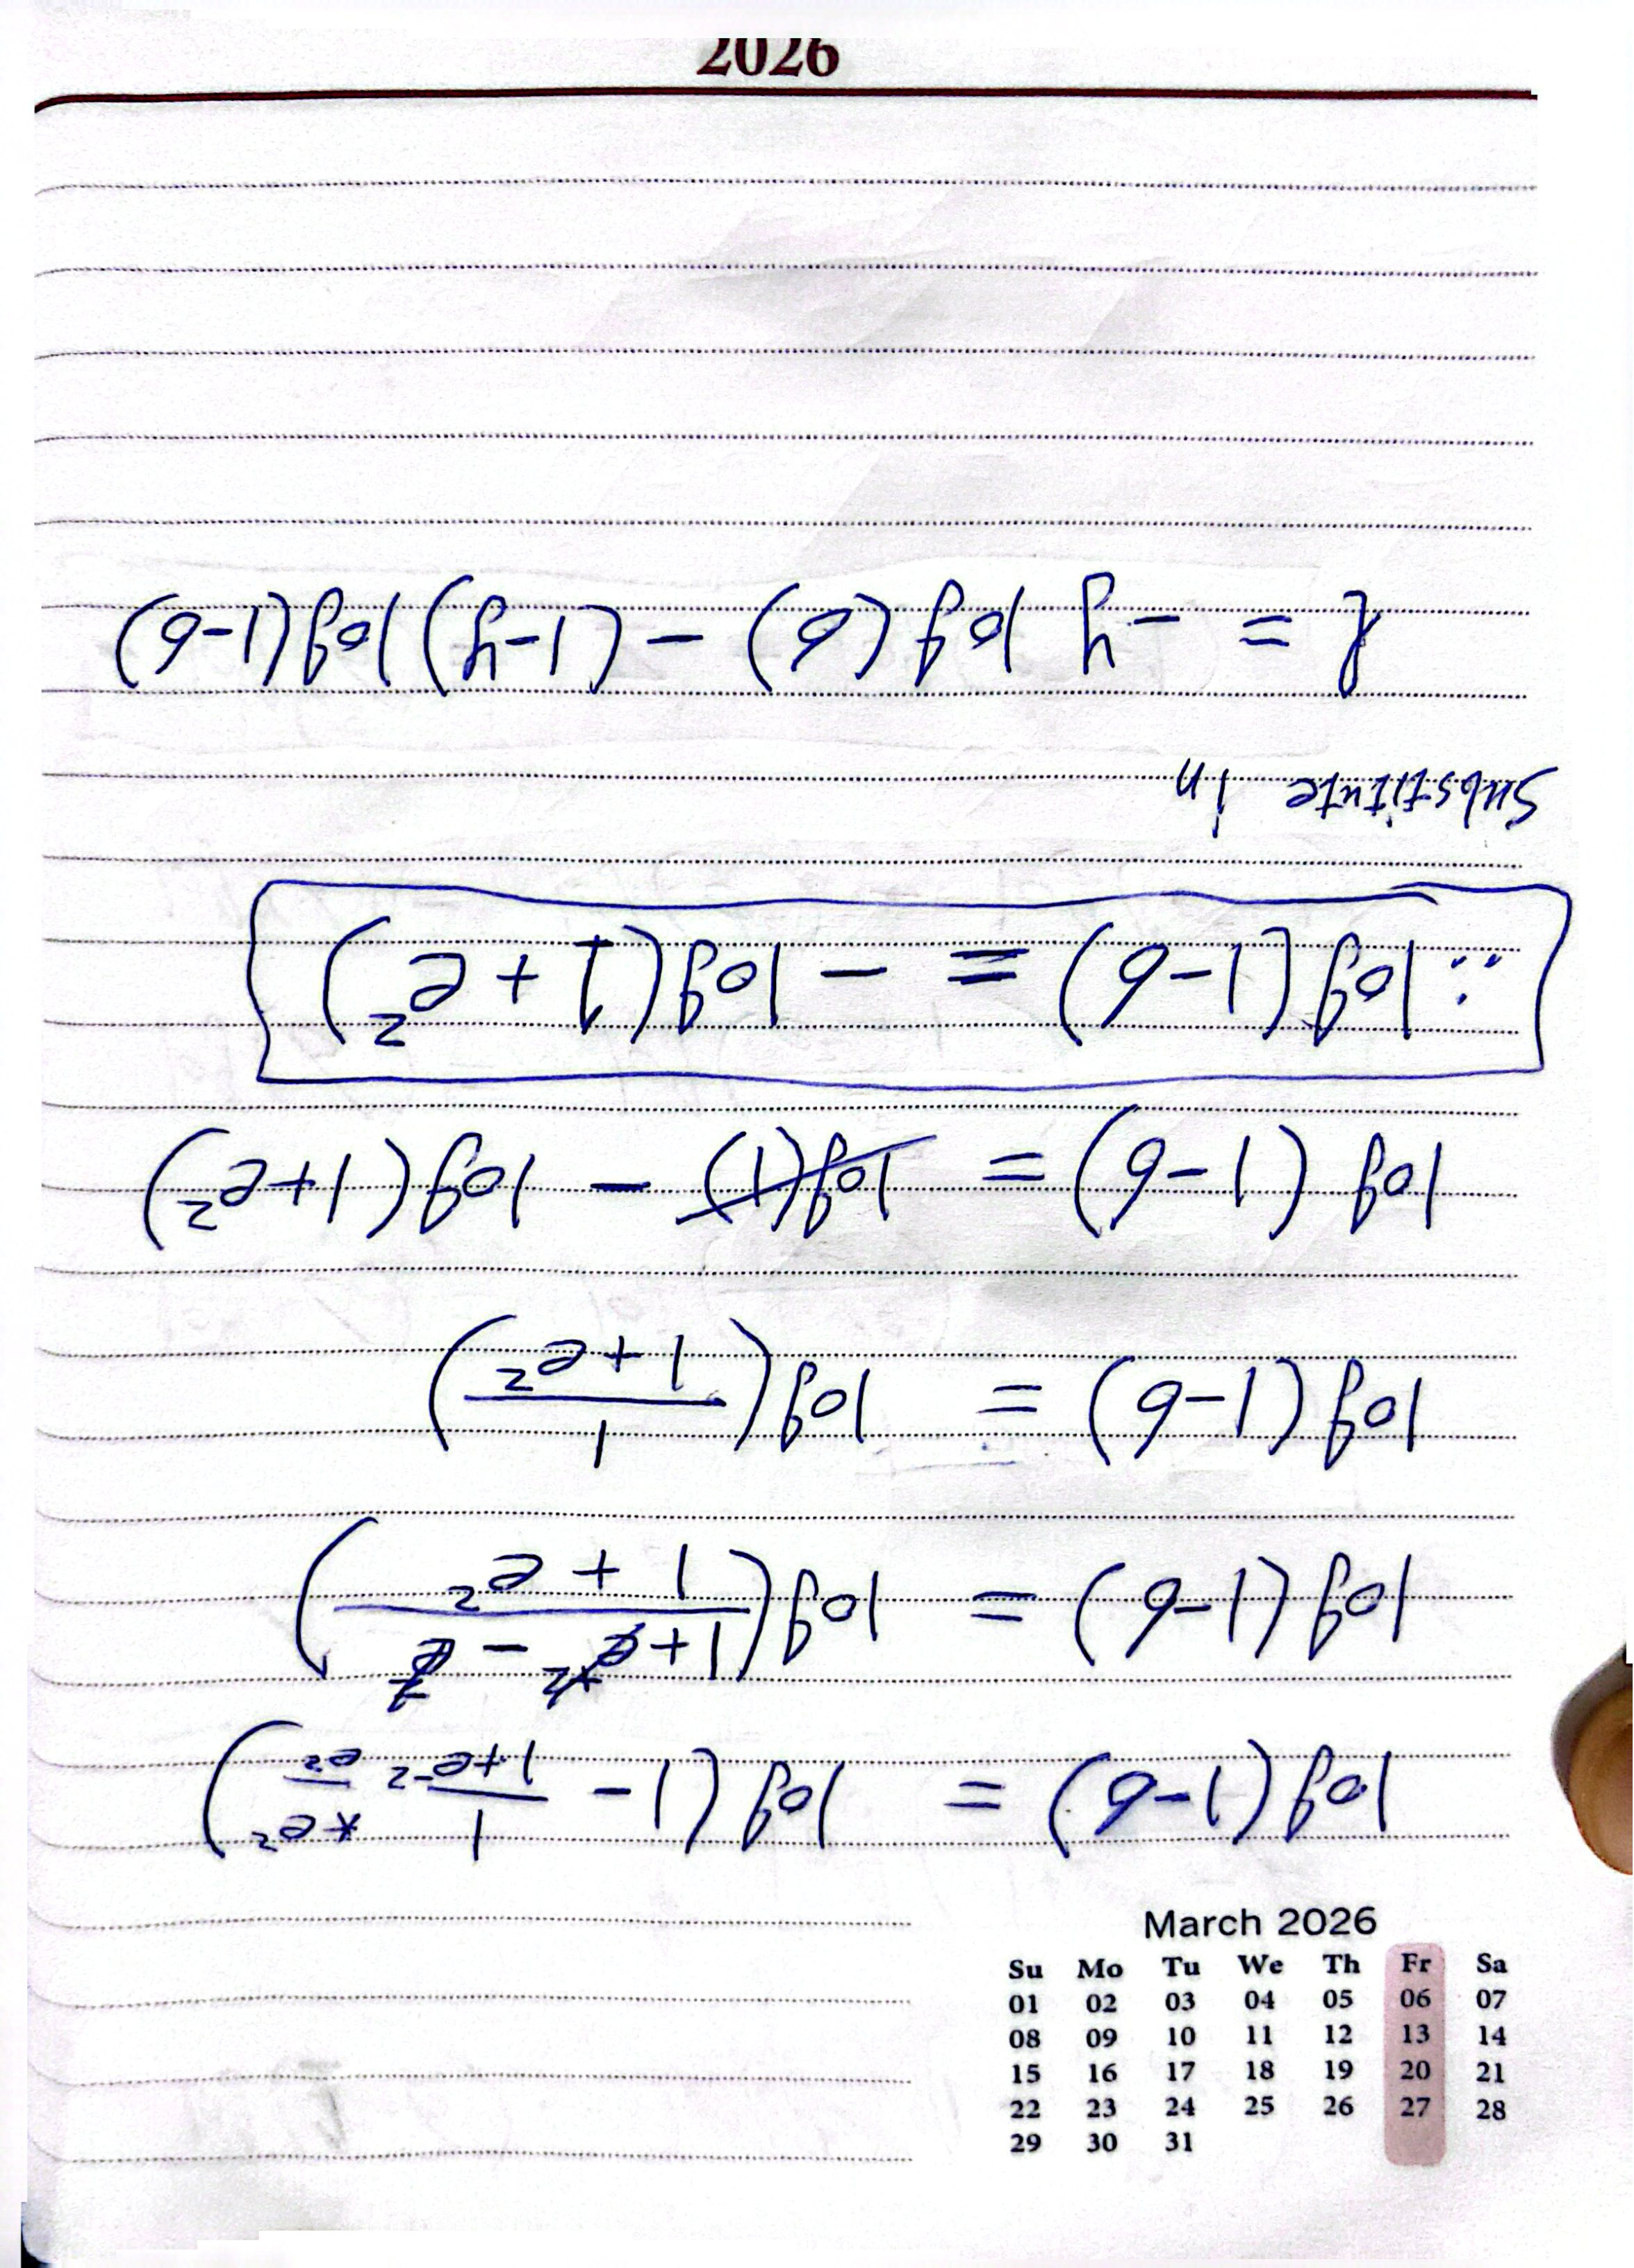 2026
log(1-σ) = log(1 - 1/(1+e^-z) * e^z/e^z)
log(1-σ) = log((1+e^z - e^z)/(1 + e^z))
log(1-σ) = log(1/(1+e^z))
log(1-σ) = log(1) - log(1+e^z)
∴ log(1-σ) = - log(1 + e^z)
Substitute in
L = -y log(σ) - (1-y) log(1-σ)
March 2026
Su Mo Tu We Th Fr Sa
01 02 03 04 05 06 07
08 09 10 11 12 13 14
15 16 17 18 19 20 21
22 23 24 25 26 27 28
29 30 31